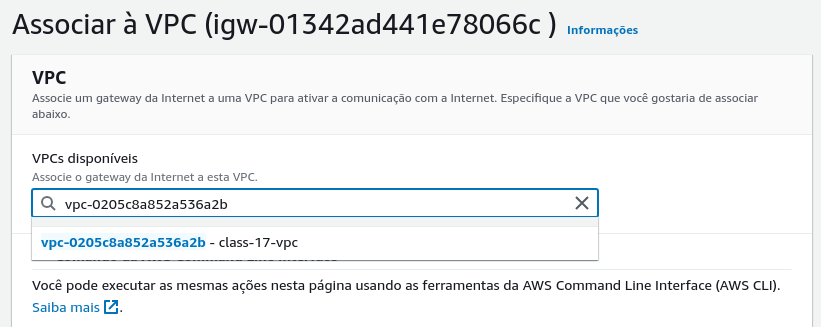 Associar à VPC (igw-01342ad441e78066c ) Informações
VPC
Associe um gateway da Internet a uma VPC para ativar a comunicação com a Internet. Especifique a VPC que você gostaria de associar
abaixo.
VPCs disponíveis
Associe o gateway da Internet a esta VPC.
vpc-0205c8a852a536a2b
vpc-0205c8a852a536a2b - class-17-vpc
Você pode executar as mesmas ações nesta página usando as ferramentas da AWS Command Line Interface (AWS CLI).
Saiba mais .